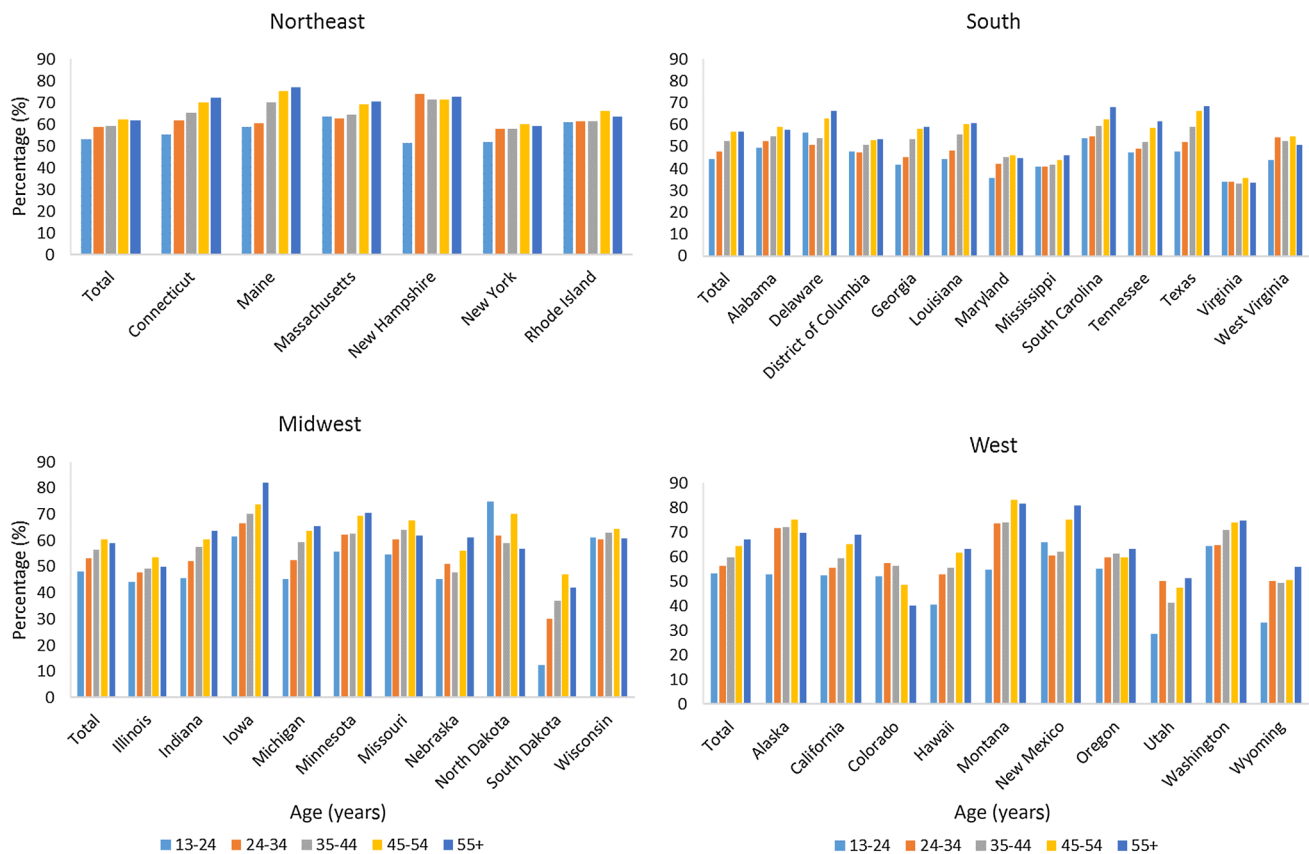 Northeast
Percentage (%)
90
80
70
60
50
40
30
20
10
0
Total
Connecticut
Maine
Massachusetts
New Hampshire
New York
Rhode Island
South
90
80
70
60
50
40
30
20
10
0
Total
Alabama
Delaware
District of Columbia
Georgia
Louisiana
Maryland
Mississippi
South Carolina
Tennessee
Texas
Virginia
West Virginia
Midwest
Percentage (%)
90
80
70
60
50
40
30
20
10
0
Total
Illinois
Indiana
Iowa
Michigan
Minnesota
Missouri
Nebraska
North Dakota
South Dakota
Wisconsin
Age (years)
13-24 24-34 35-44 45-54 55+
West
90
80
70
60
50
40
30
20
10
0
Total
Alaska
California
Colorado
Hawaii
Montana
New Mexico
Oregon
Utah
Washington
Wyoming
Age (years)
13-24 24-34 35-44 45-54 55+